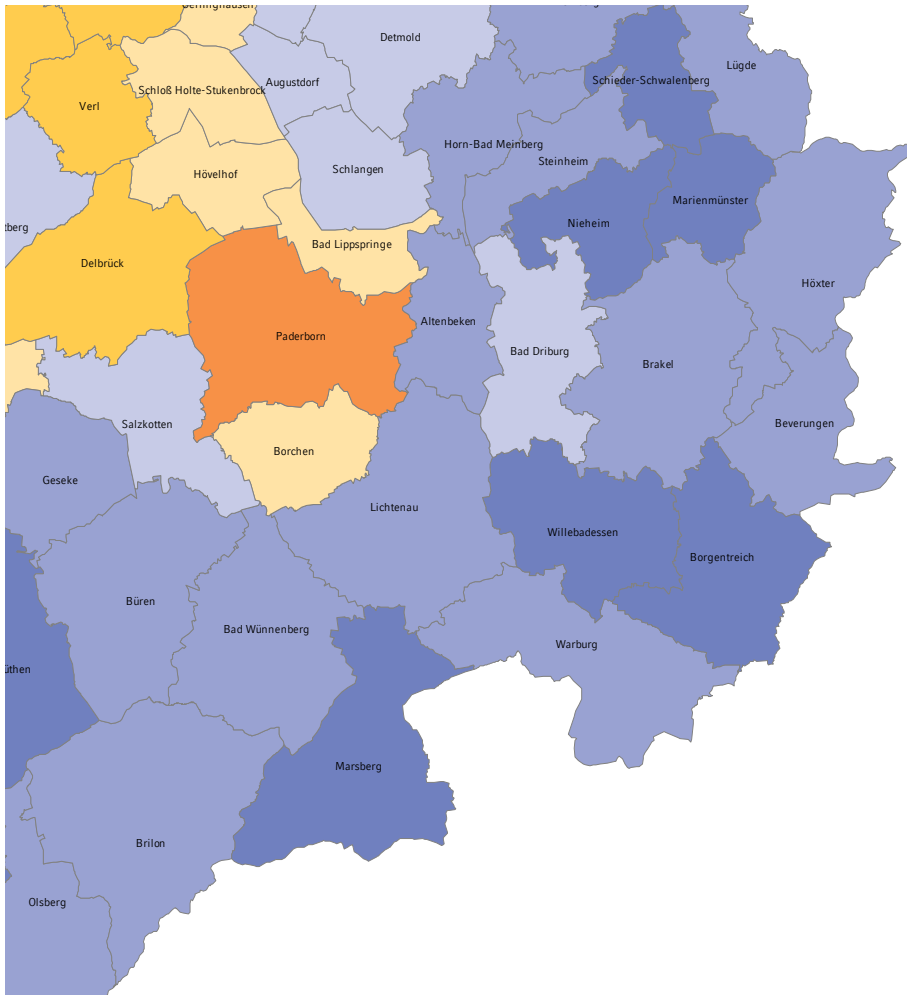 Detmold
Lügde
Schieder-Schwalenberg
Augustdorf
Schloß Holte-Stukenbrock
Verl
Horn-Bad Meinberg
Steinheim
Schlangen
Hövelhof
Marienmünster
Nieheim
Bad Lippspringe
Delbrück
Höxter
Altenbeken
Paderborn
Bad Driburg
Brakel
Salzkotten
Beverungen
Borchen
Geseke
Lichtenau
Willebadessen
Borgentreich
Büren
Bad Wünnenberg
Warburg
Marsberg
Brilon
Olsberg